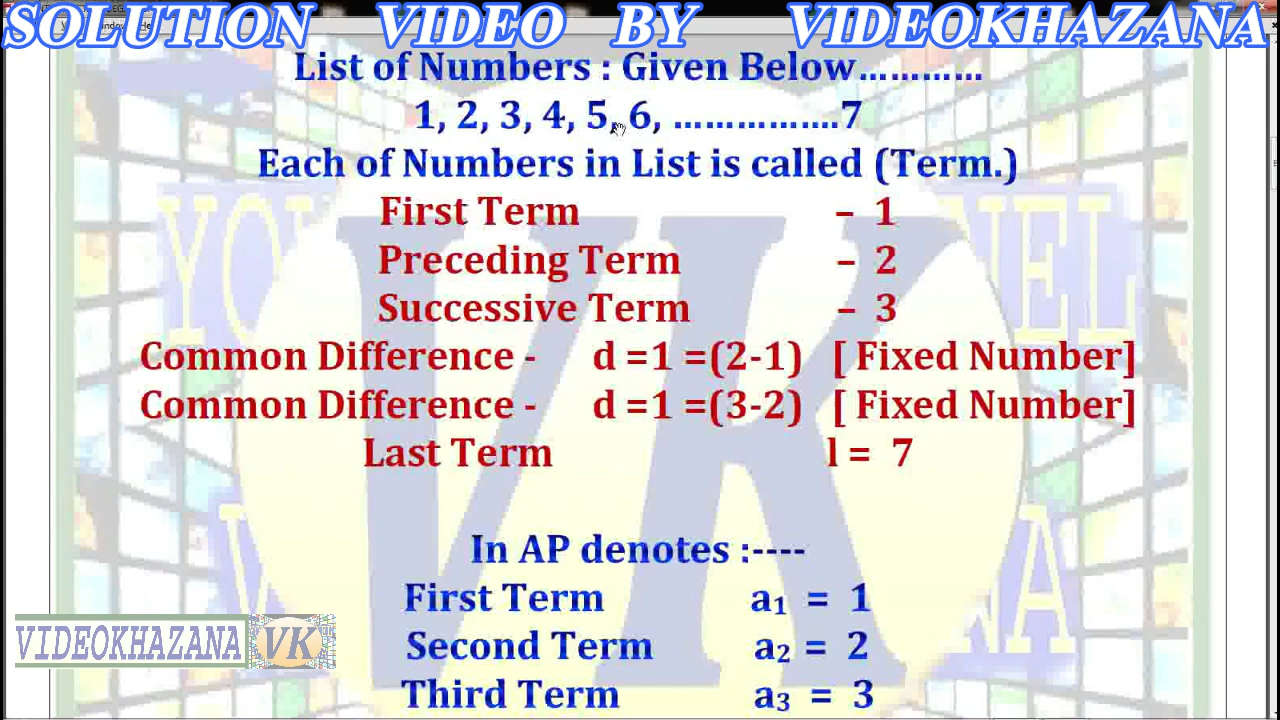 SOLUTION VIDEO BY VIDEOKHAZANA
List of Numbers : Given Below............
1, 2, 3, 4, 5, 6, ................7
Each of Numbers in List is called (Term.)
First Term – 1
Preceding Term – 2
Successive Term – 3
Common Difference - d =1 =(2-1) [ Fixed Number]
Common Difference - d =1 =(3-2) [ Fixed Number]
Last Term l = 7
In AP denotes :----
First Term a₁ = 1
Second Term a₂ = 2
Third Term a₃ = 3
VIDEOKHAZANA VK
VK